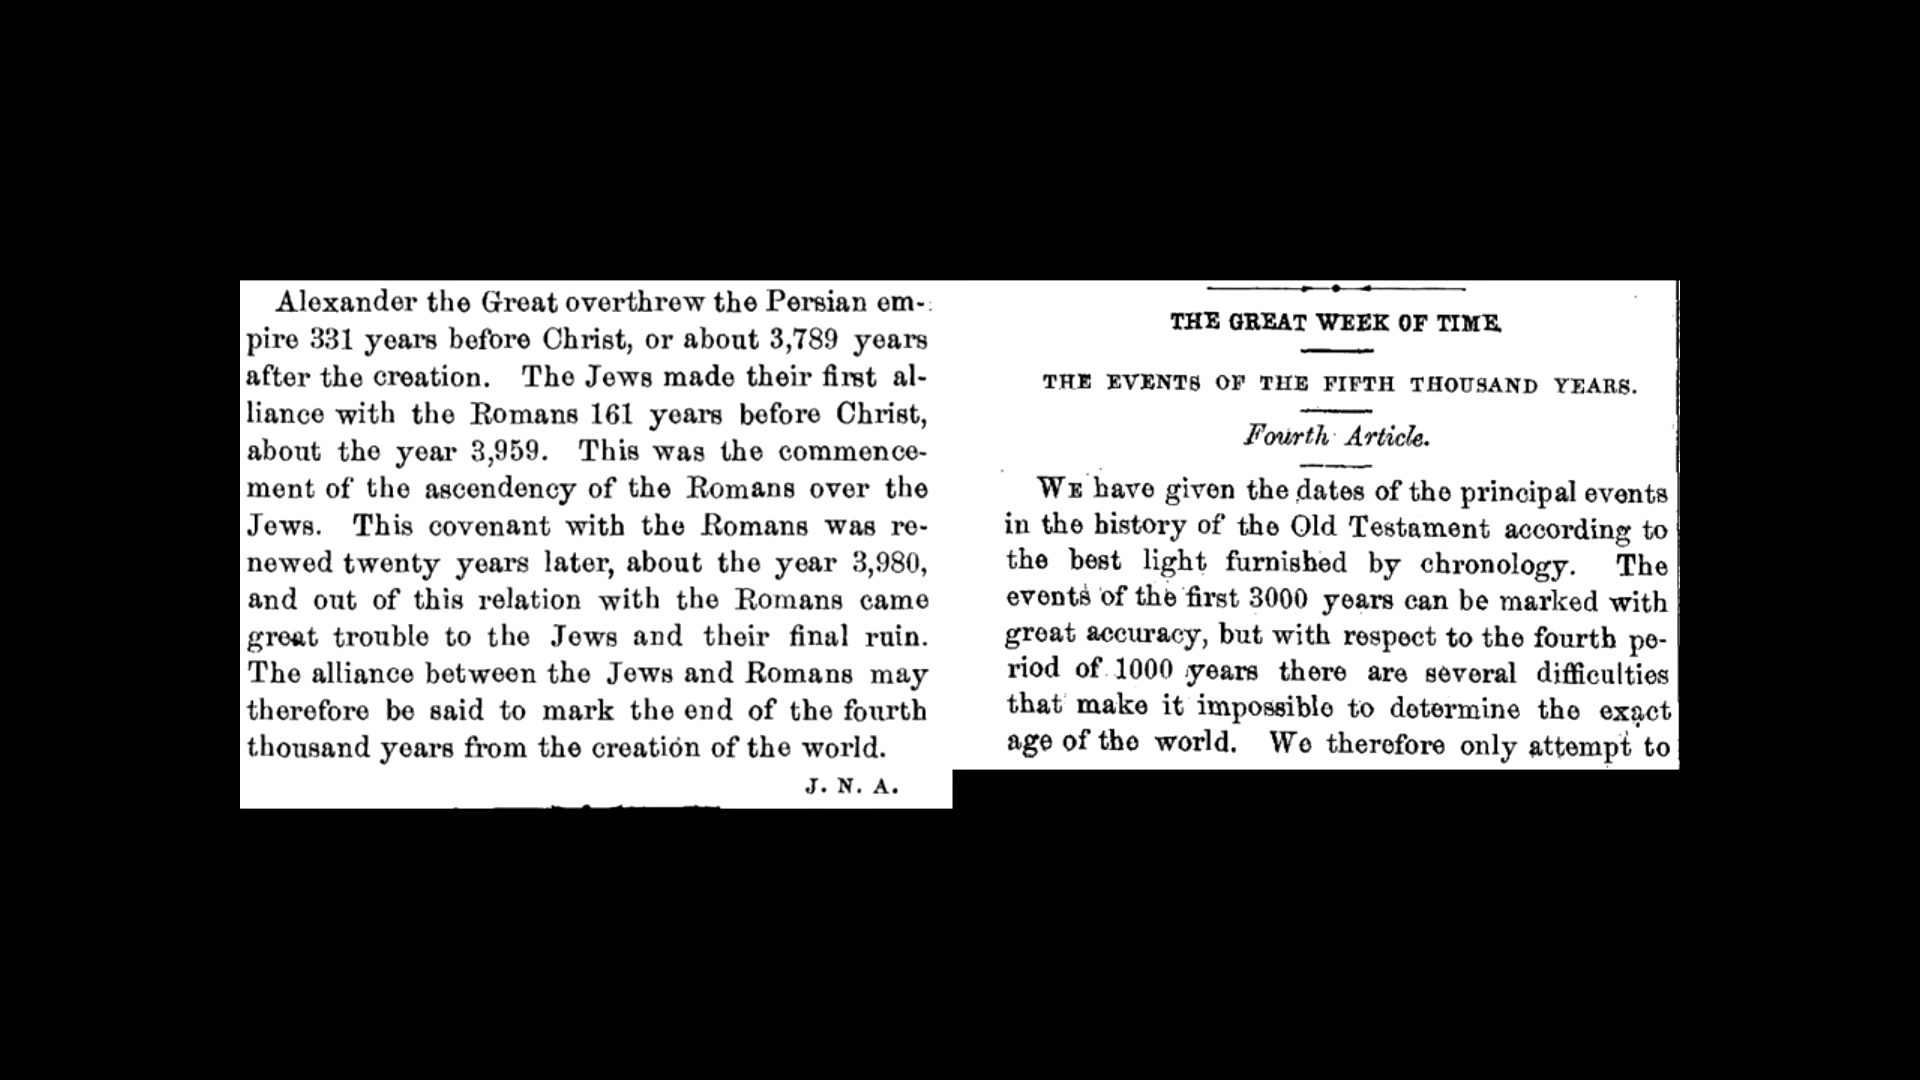 Alexander the Great overthrew the Persian em-
pire 331 years before Christ, or about 3,789 years
after the creation. The Jews made their first al-
liance with the Romans 161 years before Christ,
about the year 3,959. This was the commence-
ment of the ascendency of the Romans over the
Jews. This covenant with the Romans was re-
newed twenty years later, about the year 3,980,
and out of this relation with the Romans came
great trouble to the Jews and their final ruin.
The alliance between the Jews and Romans may
therefore be said to mark the end of the fourth
thousand years from the creation of the world.
J. N. A.
THE GREAT WEEK OF TIME.
THE EVENTS OF THE FIFTH THOUSAND YEARS.
Fourth Article.
WE have given the dates of the principal events
in the history of the Old Testament according to
the best light furnished by chronology. The
events of the first 3000 years can be marked with
great accuracy, but with respect to the fourth pe-
riod of 1000 years there are several difficulties
that make it impossible to determine the exact
age of the world. We therefore only attempt to